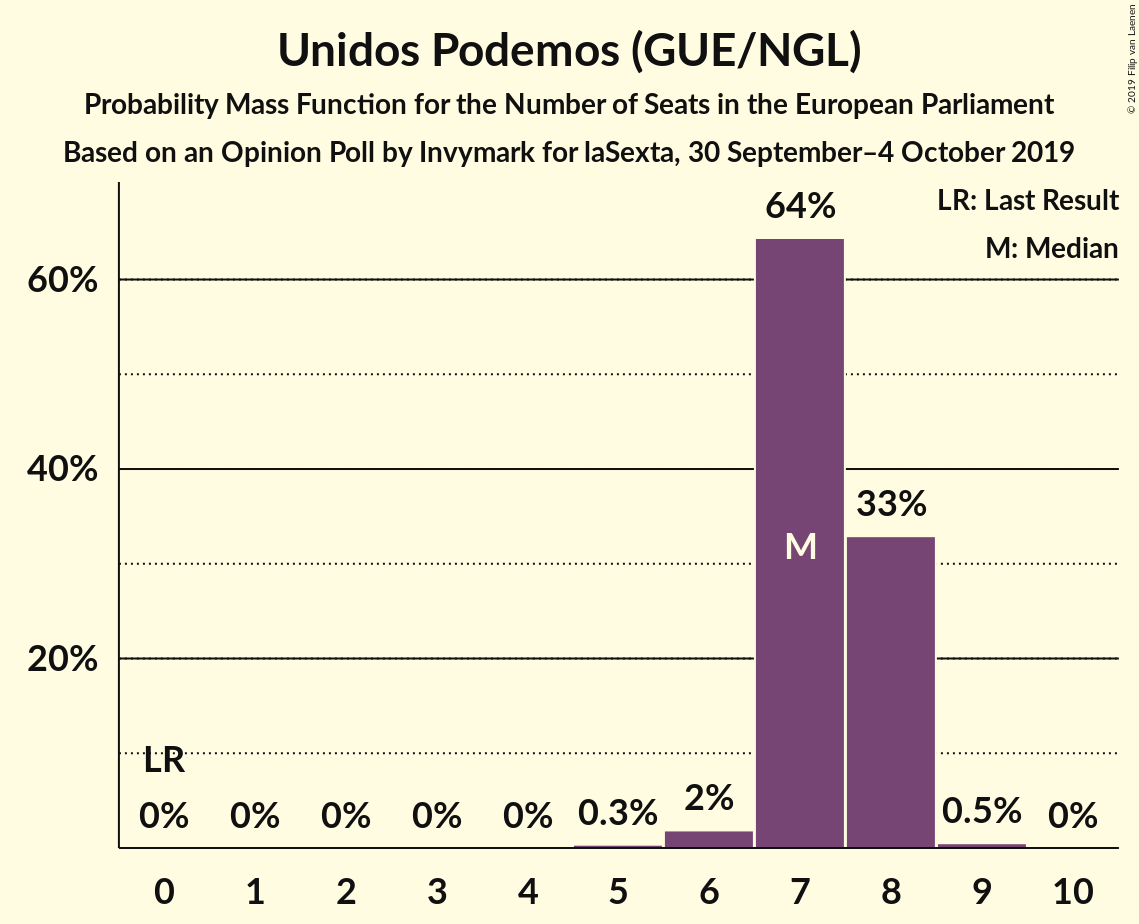 Unidos Podemos (GUE/NGL)
Probability Mass Function for the Number of Seats in the European Parliament
Based on an Opinion Poll by Invymark for laSexta, 30 September–4 October 2019
© 2019 Filip van Laenen
LR: Last Result
M: Median
60%
40%
20%
LR
0%
0%
0%
0%
0%
0.3%
2%
64%
M
33%
0.5%
0%
0 1 2 3 4 5 6 7 8 9 10